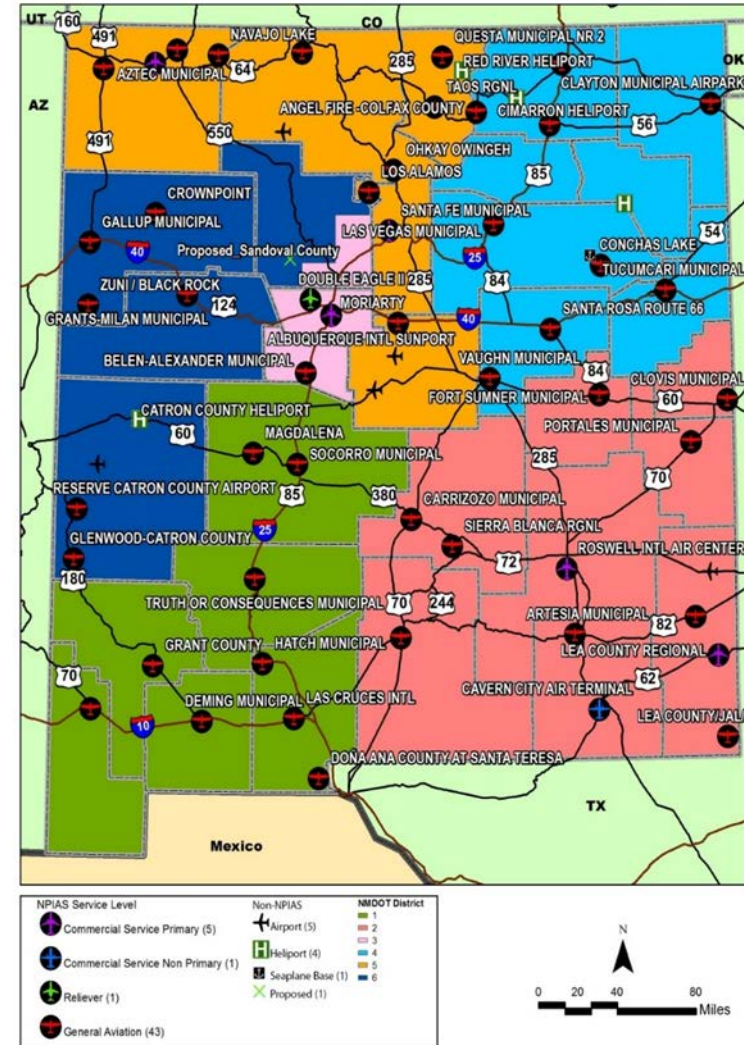 UT
160
491
CO
NAVAJO LAKE
285
QUESTA MUNICIPAL NR 2
RED RIVER HELIPORT
OK
AZTEC MUNICIPAL
64
H
TAOS RGNL
H
CLAYTON MUNICIPAL AIRPARK
AZ
ANGEL FIRE -COLFAX COUNTY
CIMARRON HELIPORT
56
491
550
OHKAY OWINGEH
85
LOS ALAMOS
CROWNPOINT
SANTA FE MUNICIPAL
H
GALLUP MUNICIPAL
LAS VEGAS MUNICIPAL
54
40
Proposed_Sandoval County
25
CONCHAS LAKE
DOUBLE EAGLE II
285
84
TUCUMCARI MUNICIPAL
ZUNI / BLACK ROCK
124
MORIARTY
40
SANTA ROSA ROUTE 66
GRANTS-MILAN MUNICIPAL
ALBUQUERQUE INTL SUNPORT
BELEN-ALEXANDER MUNICIPAL
VAUGHN MUNICIPAL
84
CLOVIS MUNICIPAL
FORT SUMNER MUNICIPAL
60
CATRON COUNTY HELIPORT
H
60
MAGDALENA
PORTALES MUNICIPAL
SOCORRO MUNICIPAL
285
70
RESERVE CATRON COUNTY AIRPORT
85
380
CARRIZOZO MUNICIPAL
25
SIERRA BLANCA RGNL
GLENWOOD-CATRON COUNTY
72
ROSWELL INTL AIR CENTER
180
TRUTH OR CONSEQUENCES MUNICIPAL
70
244
ARTESIA MUNICIPAL
82
GRANT COUNTY
HATCH MUNICIPAL
LEA COUNTY REGIONAL
70
62
DEMING MUNICIPAL
LAS CRUCES INTL
CAVERN CITY AIR TERMINAL
10
LEA COUNTY/JAL
DONA ANA COUNTY AT SANTA TERESA
TX
Mexico
NPIAS Service Level
Commercial Service Primary (5)
Commercial Service Non Primary (1)
Reliever (1)
General Aviation (43)
Non-NPIAS
Airport (5)
H
Heliport (4)
Seaplane Base (1)
Proposed (1)
NMDOT District
1
2
3
4
5
6
N
0 20 40 80
Miles